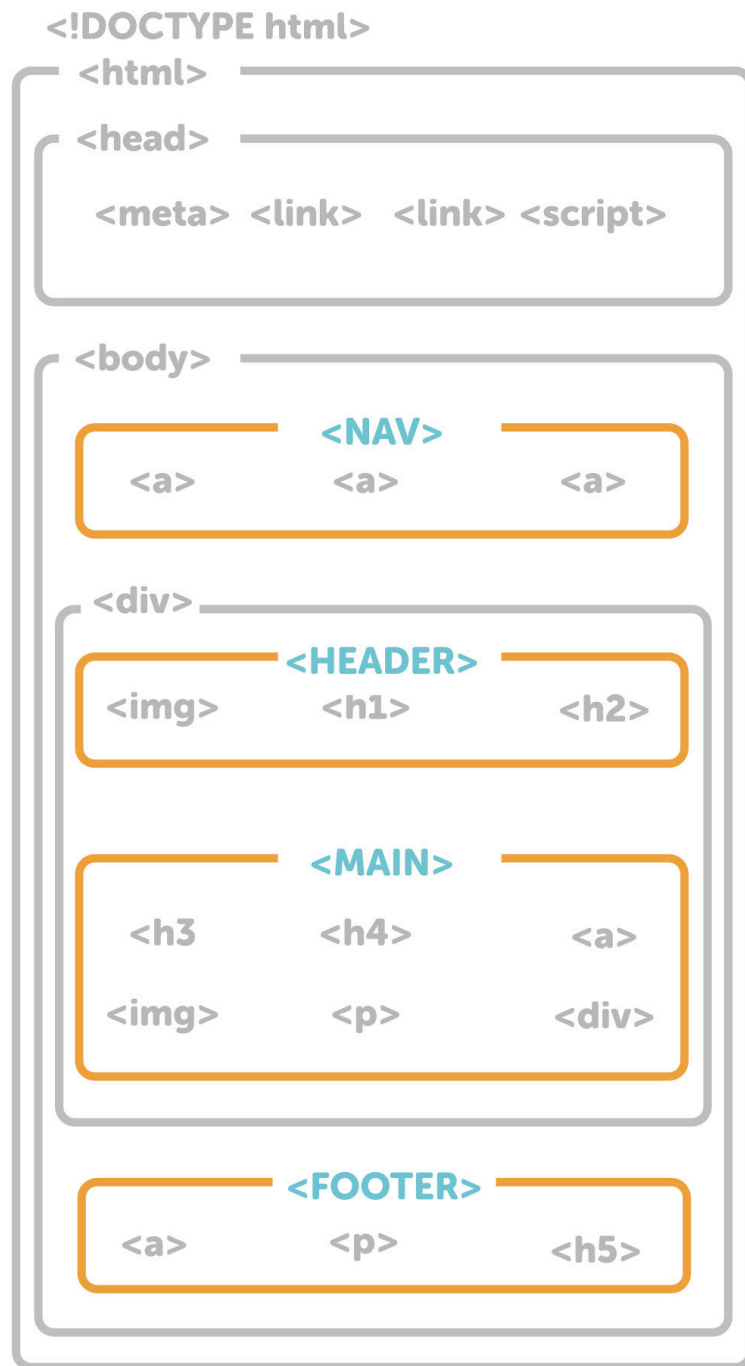 <!DOCTYPE html>
<html>
<head>
<meta> <link> <link> <script>
<body>
<NAV>
<a> <a> <a>
<div>
<HEADER>
<img> <h1> <h2>
<MAIN>
<h3 <h4> <a>
<img> <p> <div>
<FOOTER>
<a> <p> <h5>